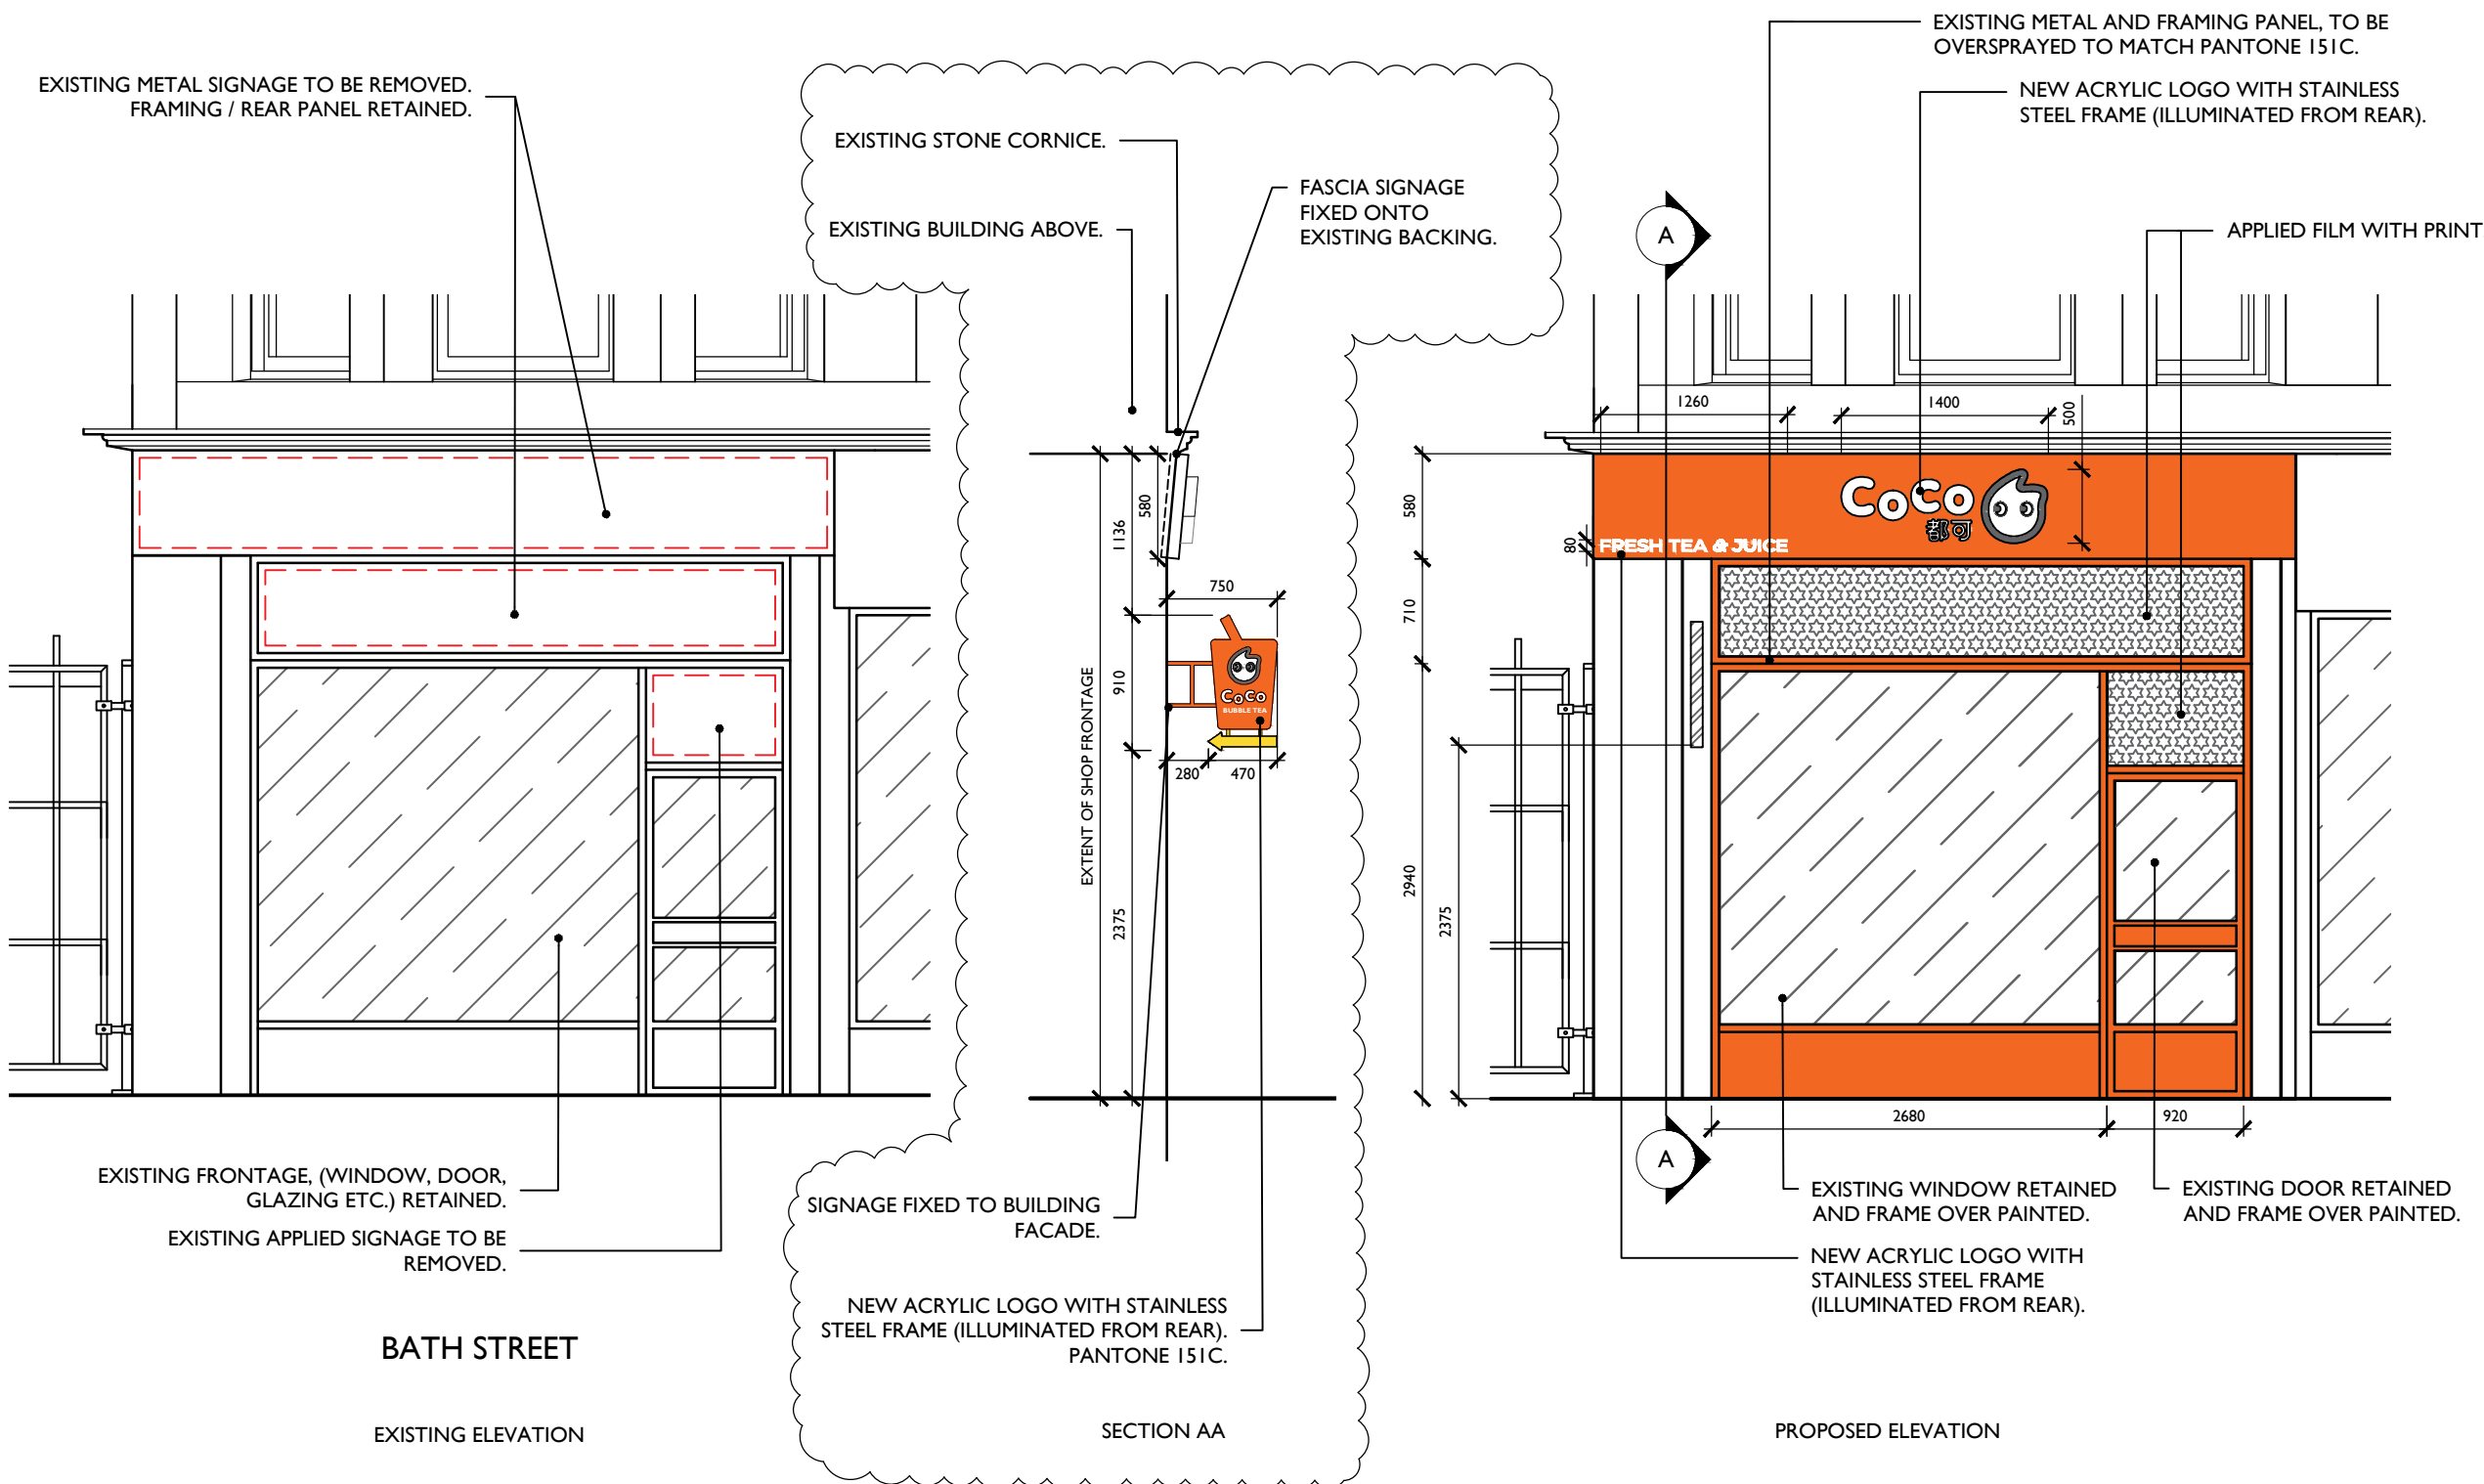 EXISTING METAL SIGNAGE TO BE REMOVED.
FRAMING / REAR PANEL RETAINED.
EXISTING FRONTAGE, (WINDOW, DOOR,
GLAZING ETC.) RETAINED.
EXISTING APPLIED SIGNAGE TO BE
REMOVED.
BATH STREET
EXISTING ELEVATION
EXISTING STONE CORNICE.
EXISTING BUILDING ABOVE.
FASCIA SIGNAGE
FIXED ONTO
EXISTING BACKING.
580
1136
750
910
EXTENT OF SHOP FRONTAGE
CoCo
BUBBLE TEA
280
470
2375
SIGNAGE FIXED TO BUILDING
FACADE.
NEW ACRYLIC LOGO WITH STAINLESS
STEEL FRAME (ILLUMINATED FROM REAR).
PANTONE 151C.
SECTION AA
EXISTING METAL AND FRAMING PANEL, TO BE
OVERSPRAYED TO MATCH PANTONE 151C.
NEW ACRYLIC LOGO WITH STAINLESS
STEEL FRAME (ILLUMINATED FROM REAR).
APPLIED FILM WITH PRINT
A
1260
1400
500
580
CoCo
都可
80
FRESH TEA & JUICE
710
2940
2375
2680
920
A
EXISTING WINDOW RETAINED
AND FRAME OVER PAINTED.
EXISTING DOOR RETAINED
AND FRAME OVER PAINTED.
NEW ACRYLIC LOGO WITH
STAINLESS STEEL FRAME
(ILLUMINATED FROM REAR).
PROPOSED ELEVATION